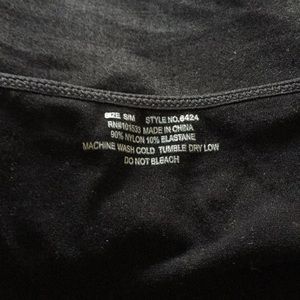 SIZE S/M STYLE NO.6424
RN#101533 MADE IN CHINA
90% NYLON 10% ELASTANE
MACHINE WASH COLD TUMBLE DRY LOW
DO NOT BLEACH